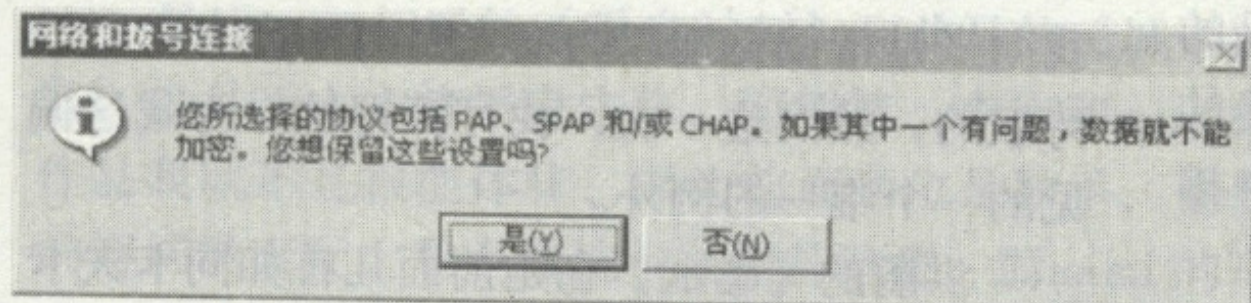 网络和拨号连接
您所选择的协议包括 PAP、SPAP 和/或 CHAP。如果其中一个有问题，数据就不能
加密。您想保留这些设置吗?
是(Y)
否(N)